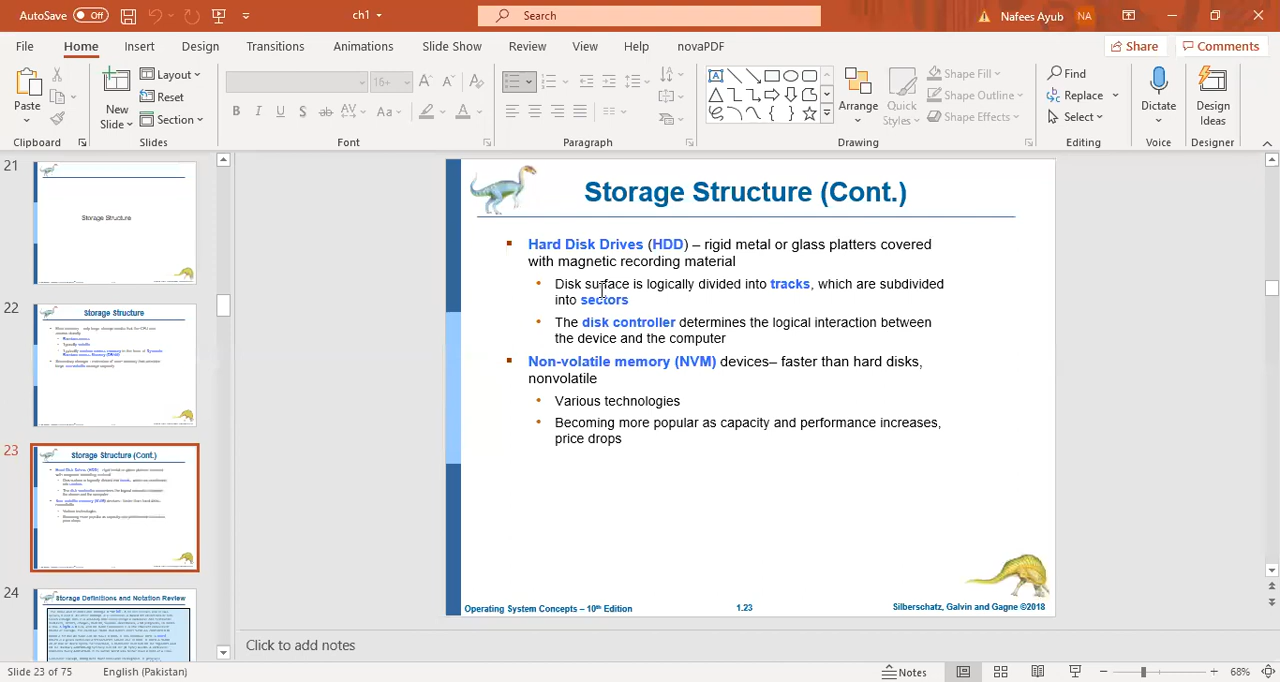 AutoSave Off ch1 Search Nafees Ayub NA
File Home Insert Design Transitions Animations Slide Show Review View Help novaPDF Share Comments
Paste New Slide Layout Reset Section 16+ Arrange Quick Styles Shape Fill Shape Outline Shape Effects Find Replace Select Dictate Design Ideas
Clipboard Slides Font Paragraph Drawing Editing Voice Designer
21
Storage Structure
22
Storage Structure
23
Storage Structure (Cont.)
24
Storage Definitions and Notation Review
Storage Structure (Cont.)
Hard Disk Drives (HDD) – rigid metal or glass platters covered
with magnetic recording material
Disk surface is logically divided into tracks, which are subdivided
into sectors
The disk controller determines the logical interaction between
the device and the computer
Non-volatile memory (NVM) devices– faster than hard disks,
nonvolatile
Various technologies
Becoming more popular as capacity and performance increases,
price drops
Operating System Concepts – 10th Edition 1.23 Silberschatz, Galvin and Gagne ©2018
Click to add notes
Slide 23 of 75 English (Pakistan) Notes 68%